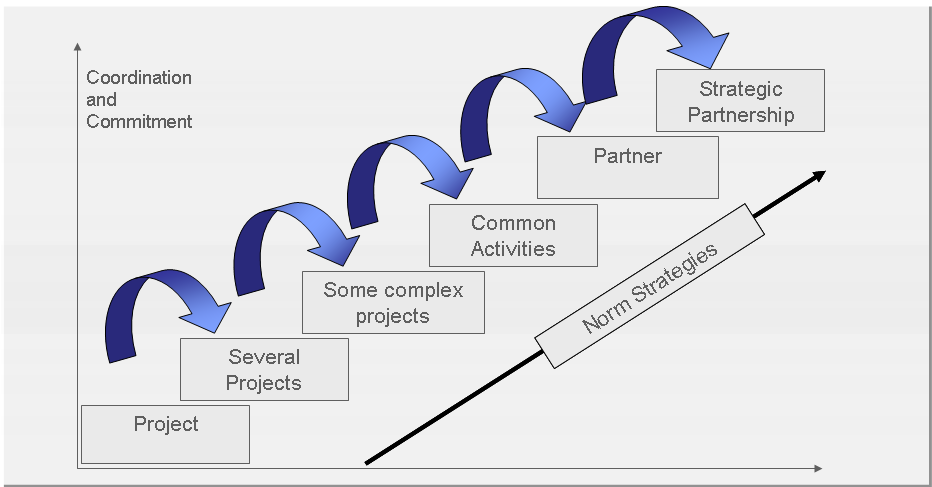 Coordination
and
Commitment
Strategic
Partnership
Partner
Common
Activities
Some complex
projects
Several
Projects
Project
Norm Strategies